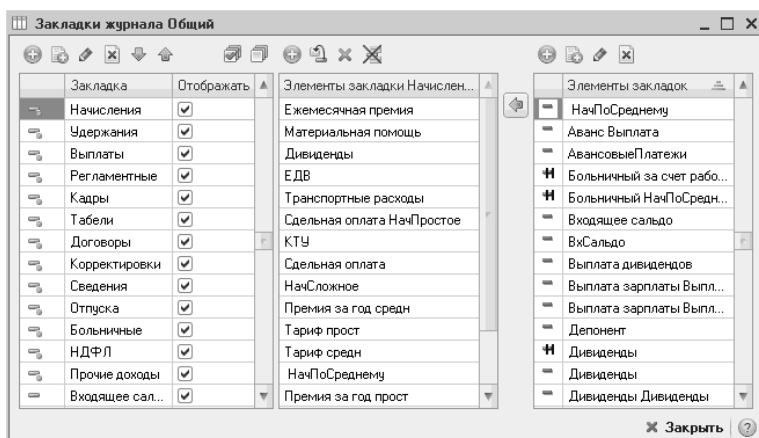 Закладки журнала Общий
Закладка Отображать Элементы закладки Начислен... Элементы закладок
Начисления Ежемесячная премия НачПоСреднему
Удержания Материальная помощь Аванс Выплата
Выплаты Дивиденды АвансовыеПлатежи
Регламентные ЕДВ Больничный за счет рабо...
Кадры Транспортные расходы Больничный НачПоСредн...
Табели Сдельная оплата НачПростое Входящее сальдо
Договоры КТУ ВхСальдо
Корректировки Сдельная оплата Выплата дивидендов
Сведения НачСложное Выплата зарплаты Выпл...
Отпуска Премия за год средн Выплата зарплаты Выпл...
Больничные Тариф прост Депонент
НДФЛ Тариф средн Дивиденды
Прочие доходы НачПоСреднему Дивиденды
Входящее сал... Премия за год прост Дивиденды Дивиденды
Закрыть ?